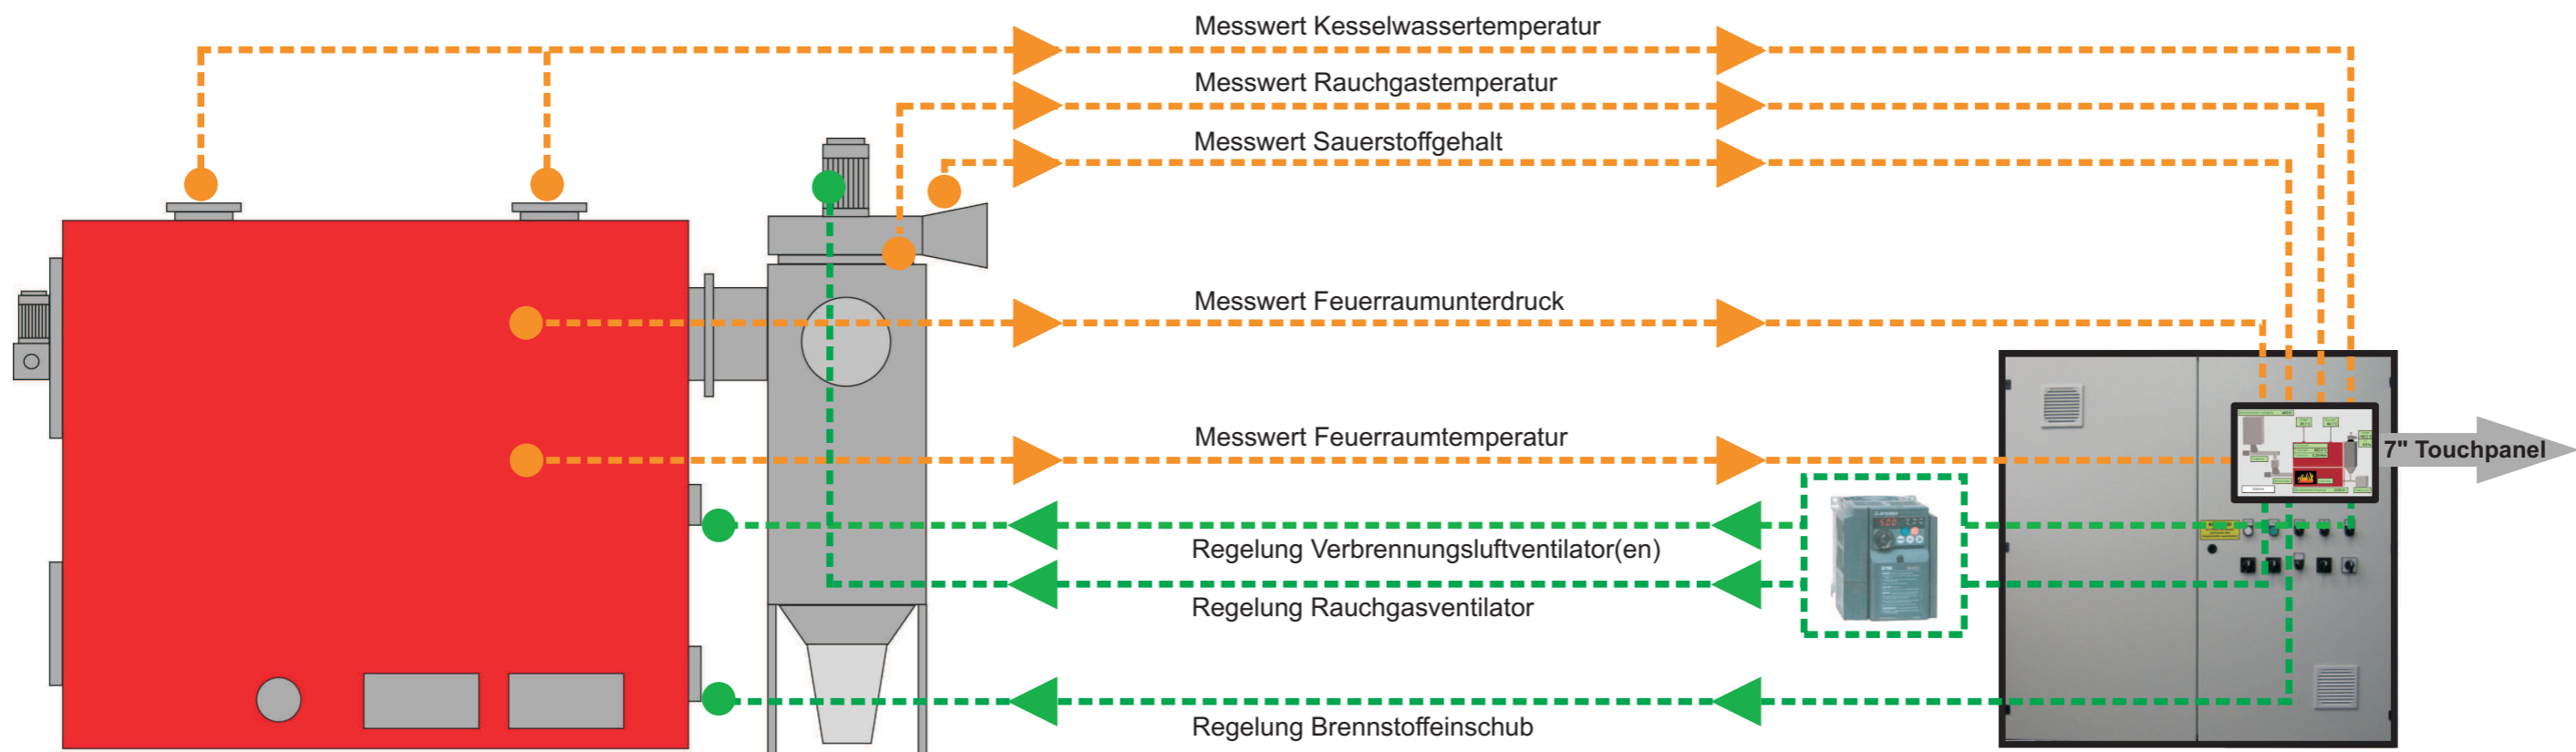 Messwert Kesselwassertemperatur
Messwert Rauchgastemperatur
Messwert Sauerstoffgehalt
Messwert Feuerraumunterdruck
Messwert Feuerraumtemperatur
7" Touchpanel
Regelung Verbrennungsluftventilator(en)
Regelung Rauchgasventilator
Regelung Brennstoffeinschub